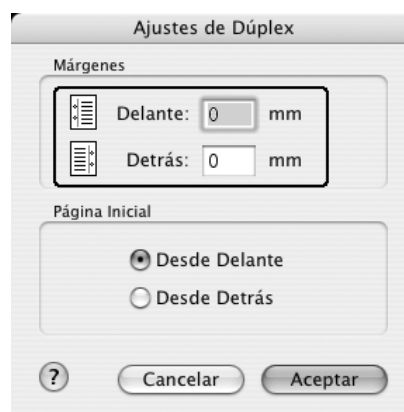 Ajustes de Dúplex
Márgenes
Delante: 0 mm
Detrás: 0 mm
Página Inicial
Desde Delante
Desde Detrás
? Cancelar Aceptar